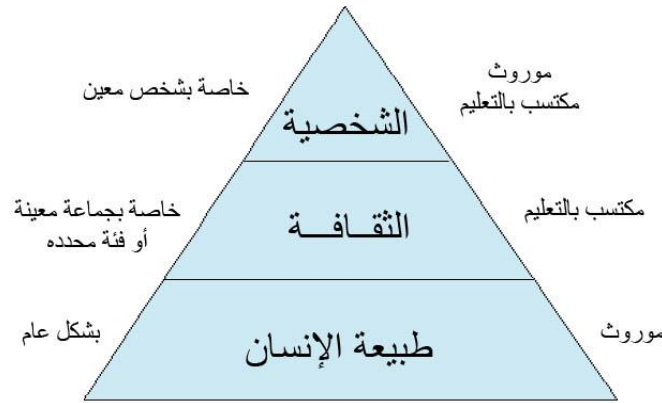 موروث
مكتسب بالتعليم
الشخصية
خاصة بشخص معين
مكتسب بالتعليم
الثقـــافـــة
خاصة بجماعة معينة
أو فئة محدده
موروث
طبيعة الإنسان
بشكل عام